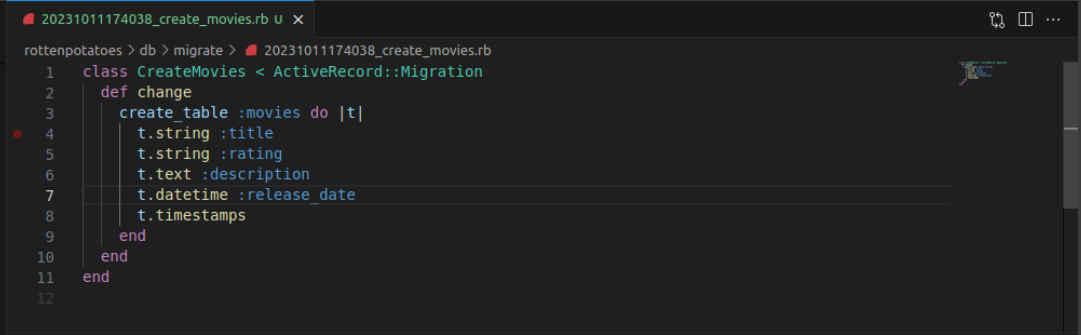 20231011174038_create_movies.rb U
rottenpotatoes > db > migrate > 20231011174038_create_movies.rb
1 class CreateMovies < ActiveRecord::Migration
2   def change
3     create_table :movies do |t|
4       t.string :title
5       t.string :rating
6       t.text :description
7       t.datetime :release_date
8       t.timestamps
9     end
10   end
11 end
12